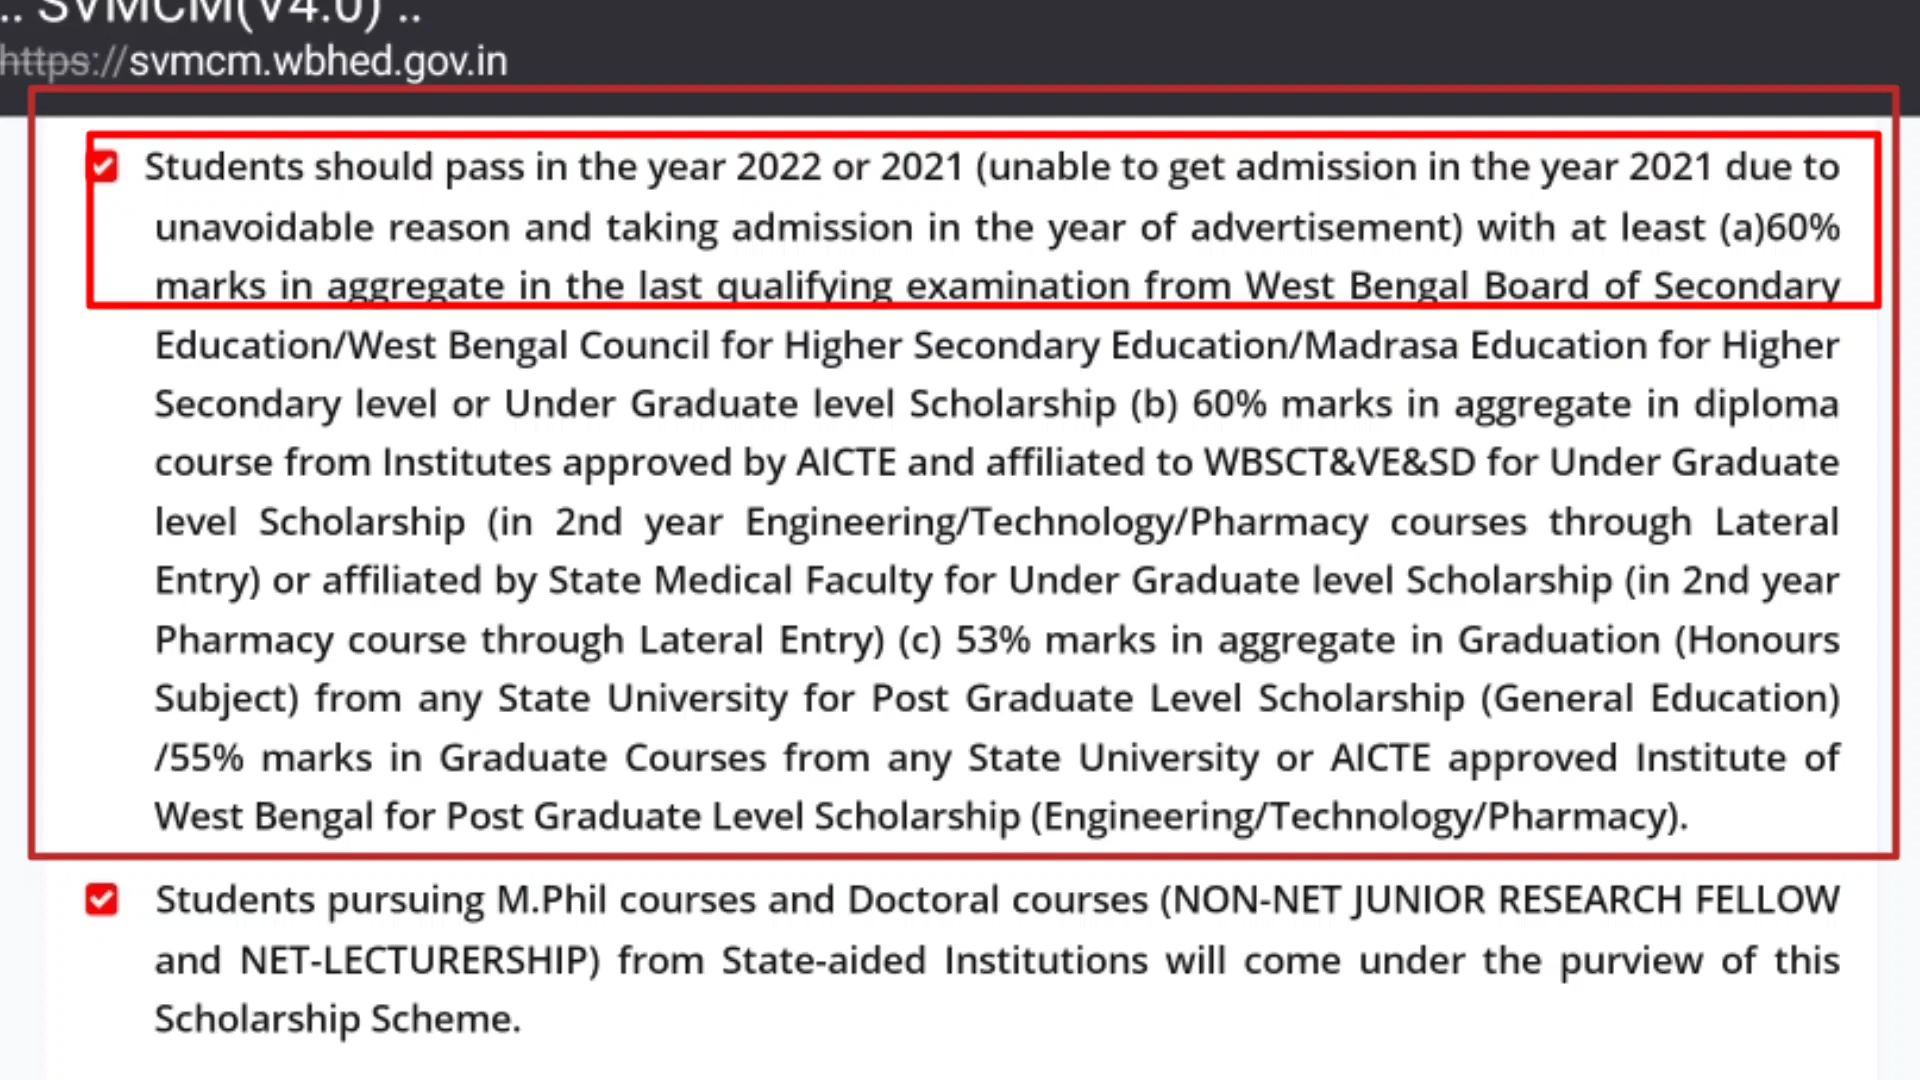 .. SVMCM(V4.0) ..
https://svmcm.wbhed.gov.in
Students should pass in the year 2022 or 2021 (unable to get admission in the year 2021 due to
unavoidable reason and taking admission in the year of advertisement) with at least (a)60%
marks in aggregate in the last qualifying examination from West Bengal Board of Secondary
Education/West Bengal Council for Higher Secondary Education/Madrasa Education for Higher
Secondary level or Under Graduate level Scholarship (b) 60% marks in aggregate in diploma
course from Institutes approved by AICTE and affiliated to WBSCT&VE&SD for Under Graduate
level Scholarship (in 2nd year Engineering/Technology/Pharmacy courses through Lateral
Entry) or affiliated by State Medical Faculty for Under Graduate level Scholarship (in 2nd year
Pharmacy course through Lateral Entry) (c) 53% marks in aggregate in Graduation (Honours
Subject) from any State University for Post Graduate Level Scholarship (General Education)
/55% marks in Graduate Courses from any State University or AICTE approved Institute of
West Bengal for Post Graduate Level Scholarship (Engineering/Technology/Pharmacy).
Students pursuing M.Phil courses and Doctoral courses (NON-NET JUNIOR RESEARCH FELLOW
and NET-LECTURERSHIP) from State-aided Institutions will come under the purview of this
Scholarship Scheme.